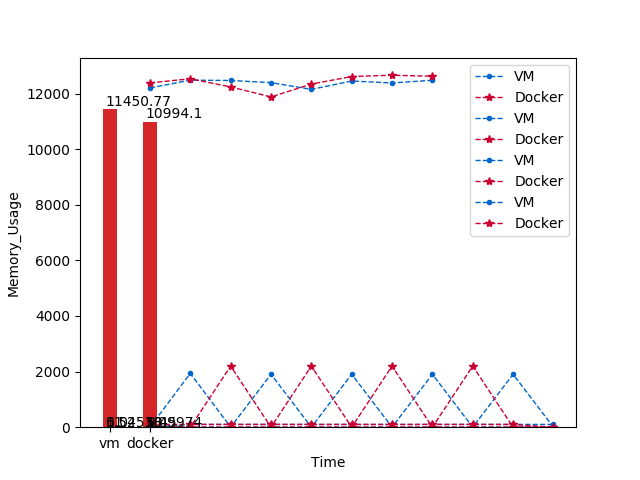 12000
10000
8000
6000
4000
2000
0
Memory_Usage
11450.77
10994.1
VM
Docker
VM
Docker
VM
Docker
VM
Docker
vm
docker
Time